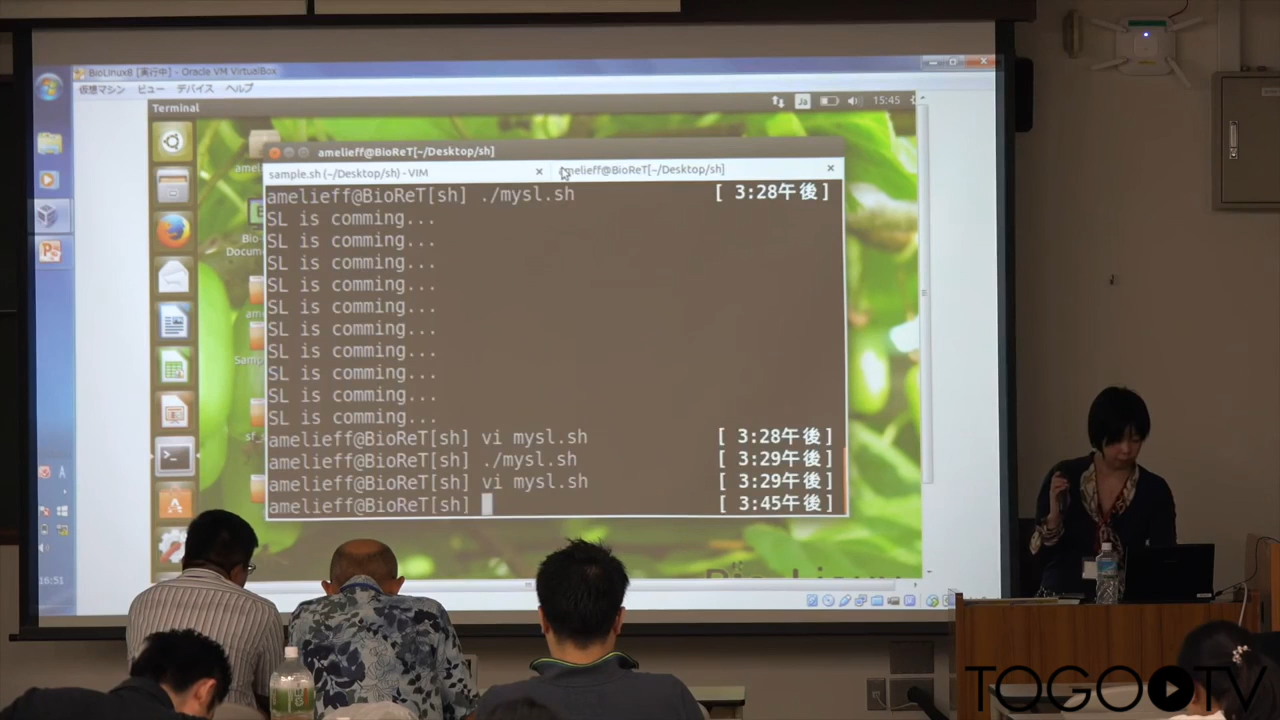 BioLinux8 [実行中] - Oracle VM VirtualBox
仮想マシン ビュー デバイス ヘルプ
Terminal
Ja
15:45
amelieff@BioReT[~/Desktop/sh]
sample.sh (~/Desktop/sh) - VIM
amelieff@BioReT[~/Desktop/sh]
amelieff@BioReT[sh] ./mysl.sh [ 3:28午後]
SL is comming...
SL is comming...
SL is comming...
SL is comming...
SL is comming...
SL is comming...
SL is comming...
SL is comming...
SL is comming...
SL is comming...
amelieff@BioReT[sh] vi mysl.sh [ 3:28午後]
amelieff@BioReT[sh] ./mysl.sh [ 3:29午後]
amelieff@BioReT[sh] vi mysl.sh [ 3:29午後]
amelieff@BioReT[sh] [ 3:45午後]
16:51
TOGO TV